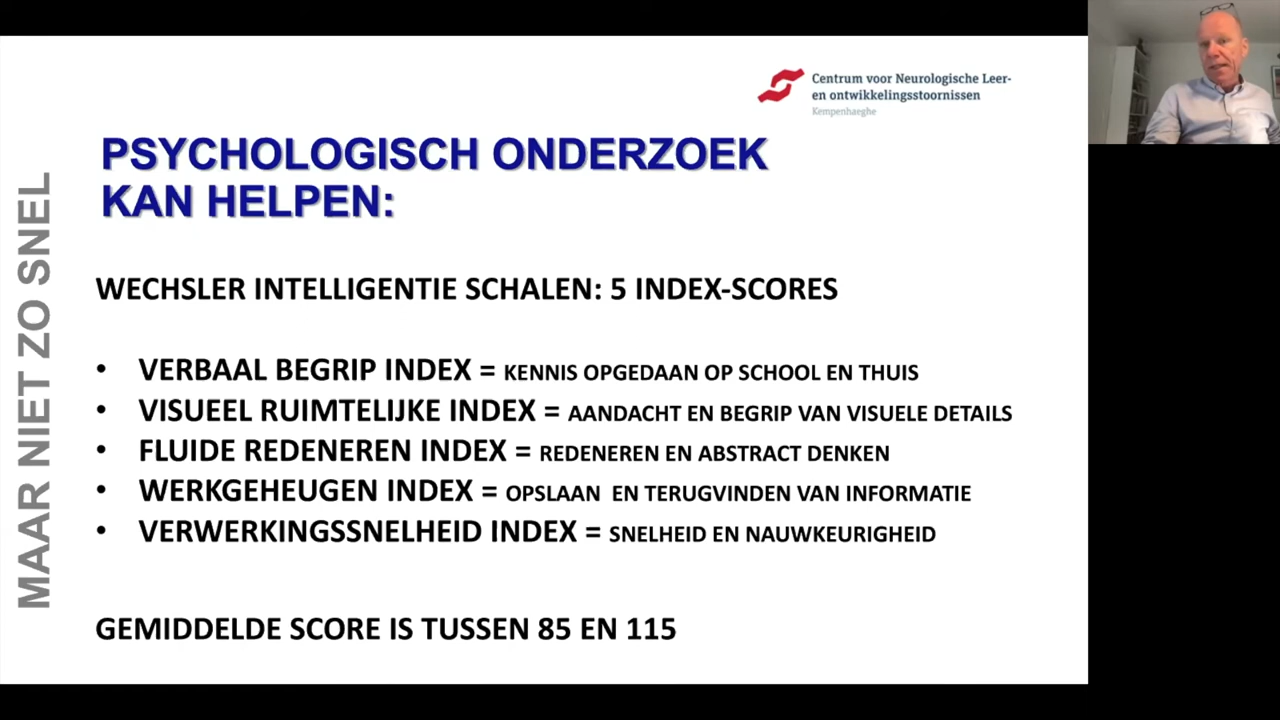 Centrum voor Neurologische Leer-
en ontwikkelingsstoornissen
Kempenhaeghe
PSYCHOLOGISCH ONDERZOEK
KAN HELPEN:
MAAR NIET ZO SNEL
WECHSLER INTELLIGENTIE SCHALEN: 5 INDEX-SCORES
• VERBAAL BEGRIP INDEX = KENNIS OPGEDAAN OP SCHOOL EN THUIS
• VISUEEL RUIMTELIJKE INDEX = AANDACHT EN BEGRIP VAN VISUELE DETAILS
• FLUIDE REDENEREN INDEX = REDENEREN EN ABSTRACT DENKEN
• WERKGEHEUGEN INDEX = OPSLAAN EN TERUGVINDEN VAN INFORMATIE
• VERWERKINGSSNELHEID INDEX = SNELHEID EN NAUWKEURIGHEID
GEMIDDELDE SCORE IS TUSSEN 85 EN 115